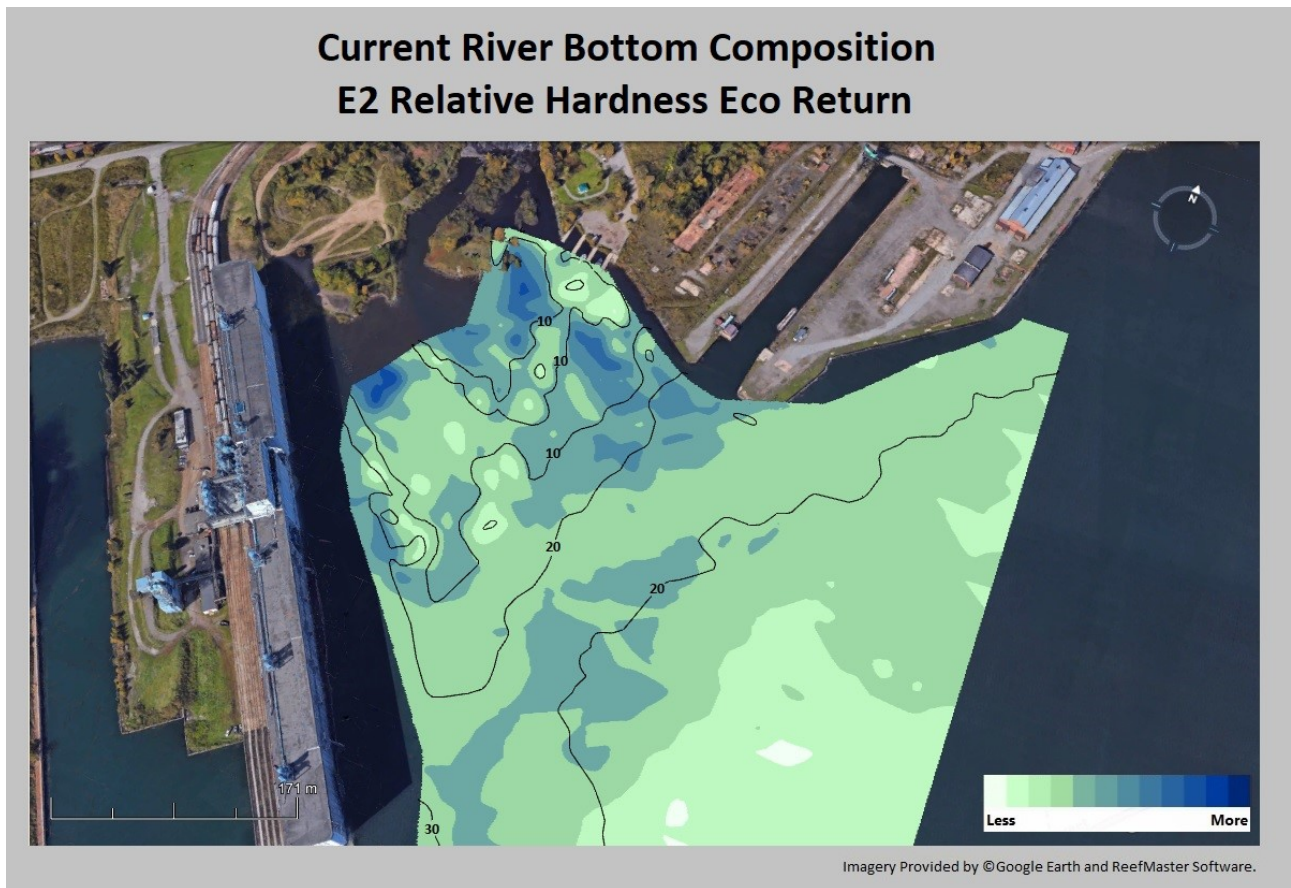 Current River Bottom Composition
E2 Relative Hardness Eco Return
N
10
10
10
20
20
30
171 m
Less More
Imagery Provided by ©Google Earth and ReefMaster Software.